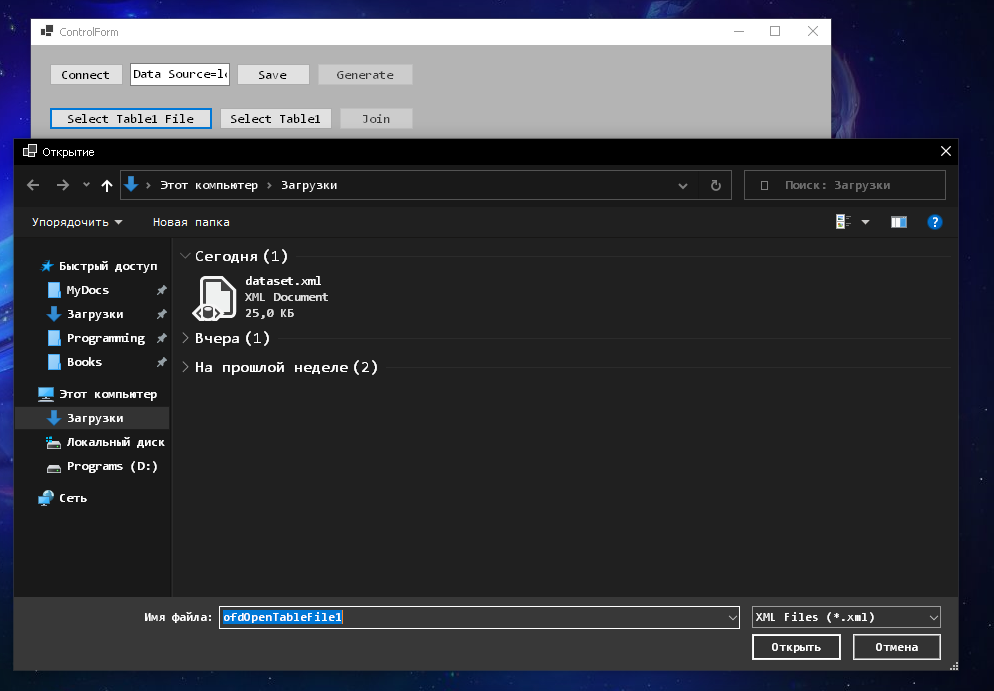 ControlForm
Connect
Data Source=l
Save
Generate
Select Table1 File
Select Table1
Join
Открытие
Этот компьютер
Загрузки
Поиск: Загрузки
Упорядочить
Новая папка
?
Быстрый доступ
MyDocs
Загрузки
Programming
Books
Этот компьютер
Загрузки
Локальный диск
Programs (D:)
Сеть
Сегодня (1)
dataset.xml
XML Document
25,0 КБ
Вчера (1)
На прошлой неделе (2)
Имя файла:
ofdOpenTableFile1
XML Files (*.xml)
Открыть
Отмена